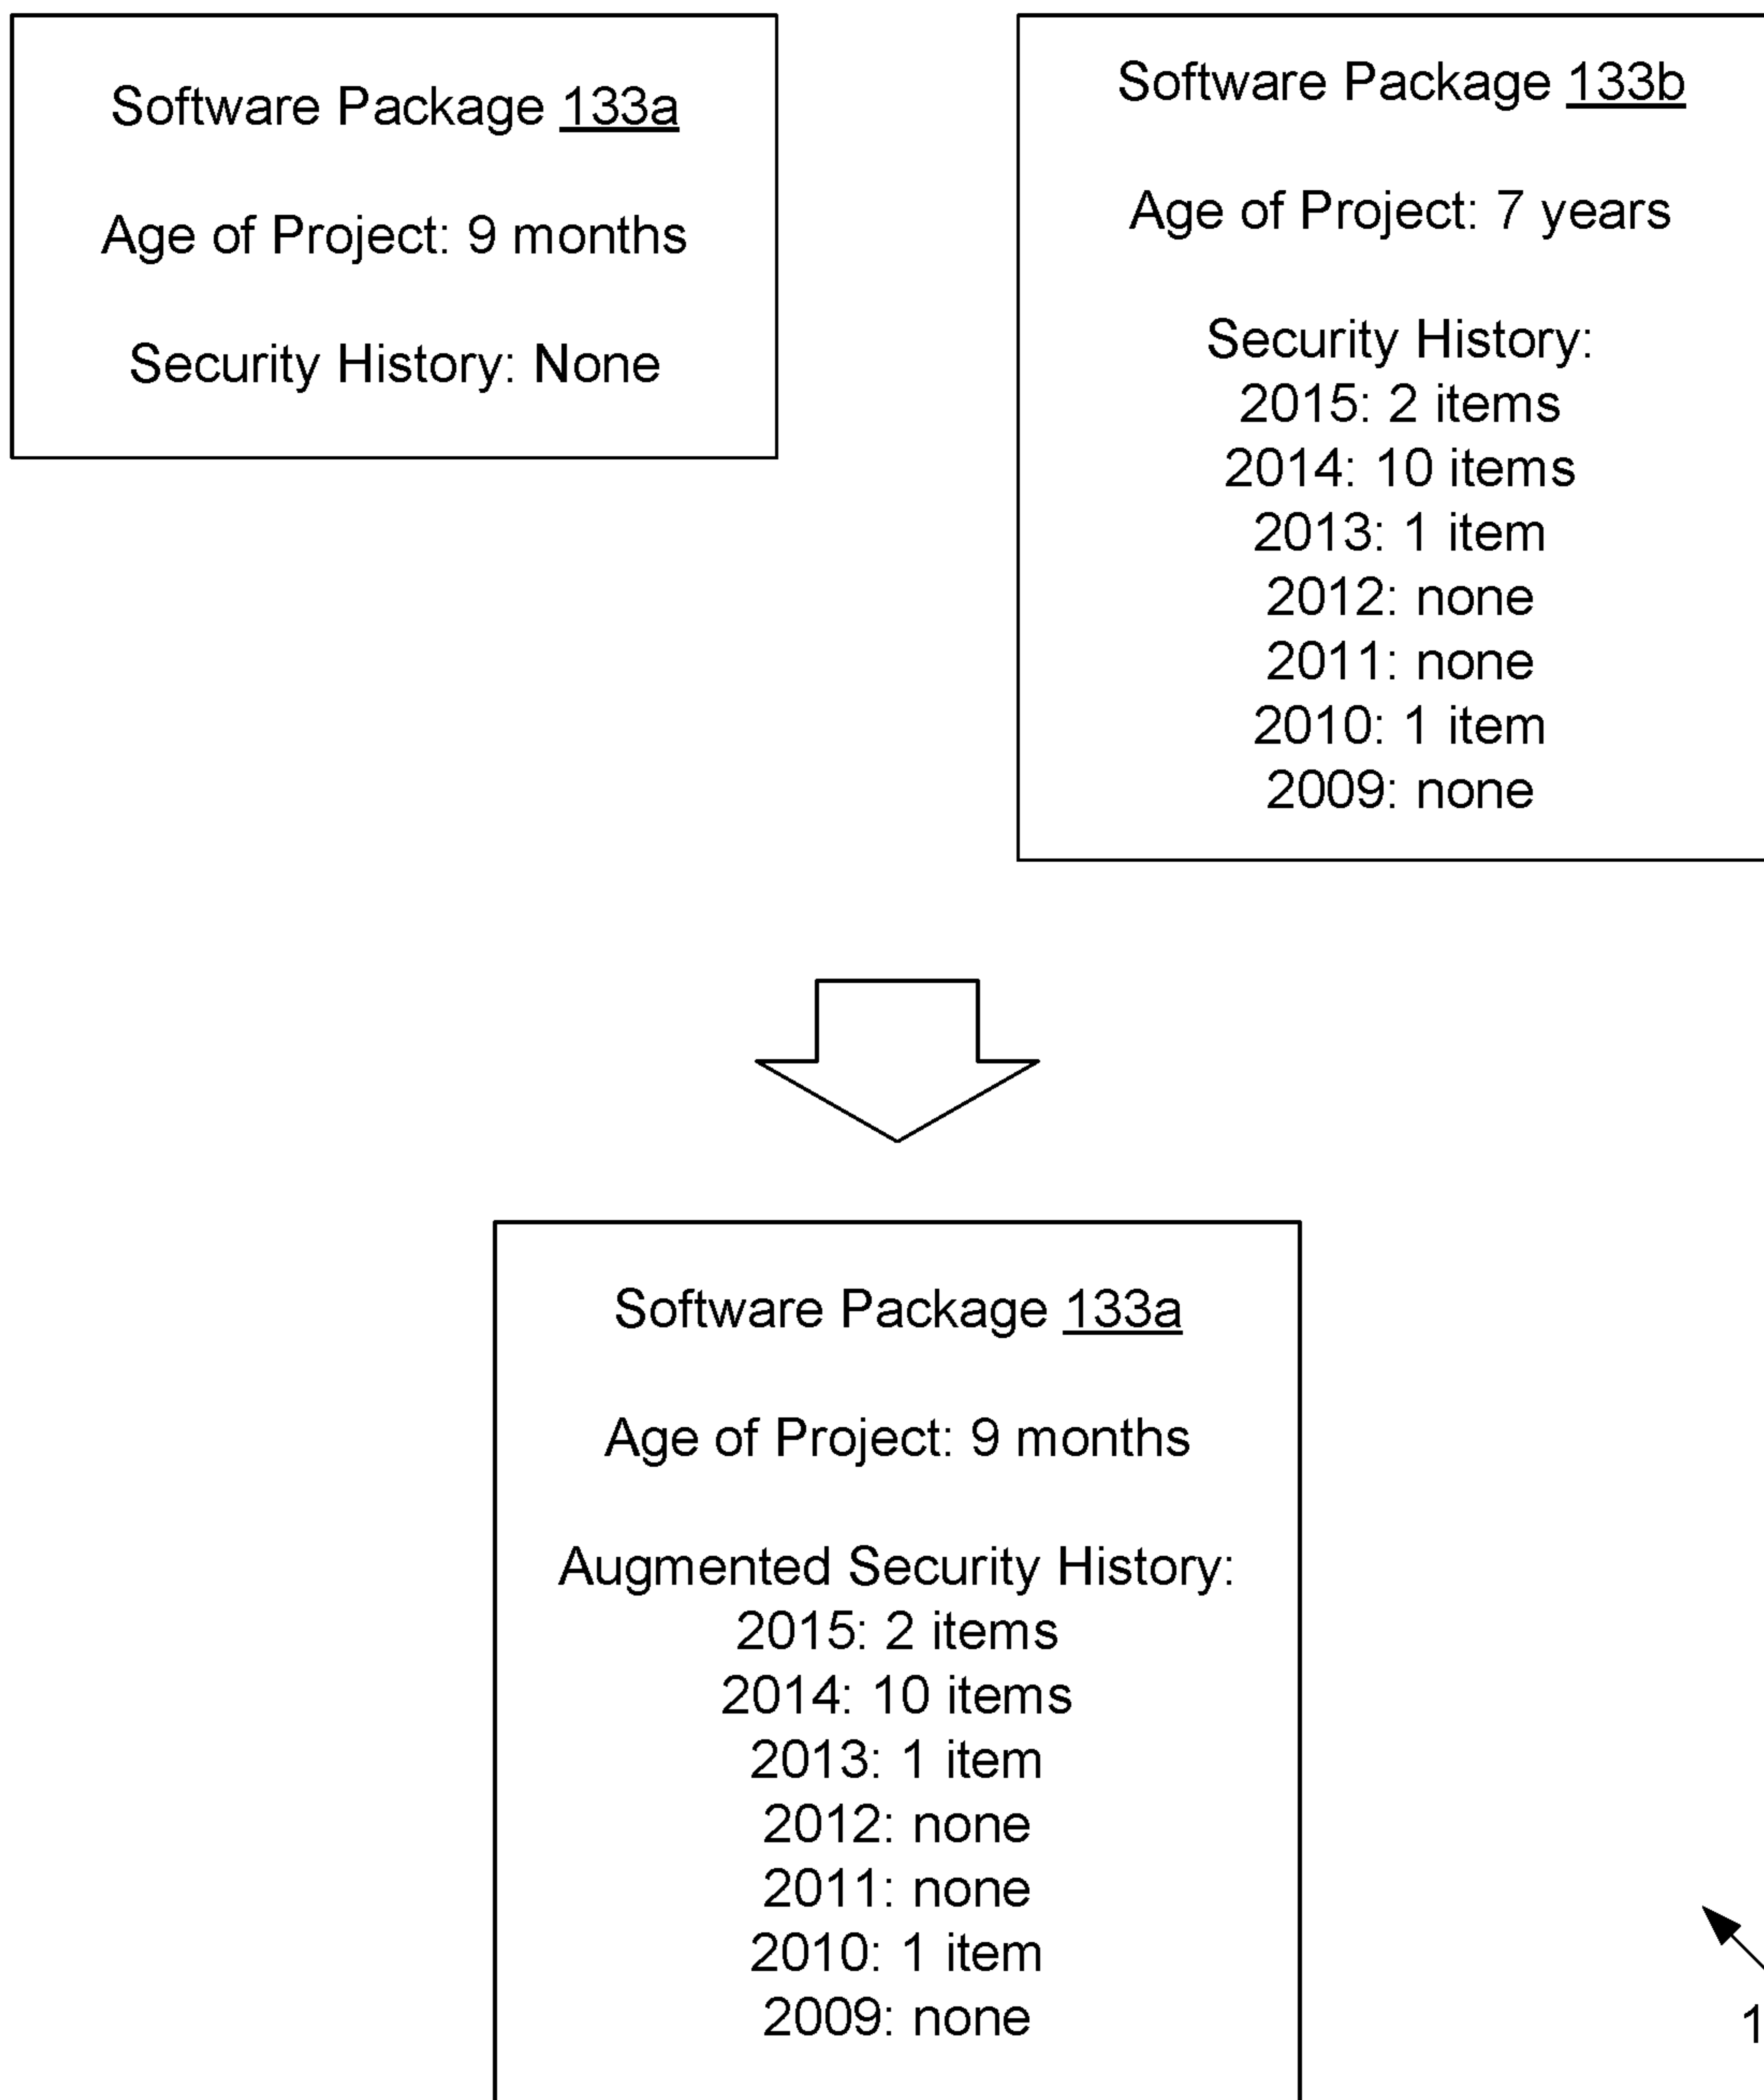 Software Package 133a
Age of Project: 9 months
Security History: None
Software Package 133b
Age of Project: 7 years
Security History:
2015: 2 items
2014: 10 items
2013: 1 item
2012: none
2011: none
2010: 1 item
2009: none
Software Package 133a
Age of Project: 9 months
Augmented Security History:
2015: 2 items
2014: 10 items
2013: 1 item
2012: none
2011: none
2010: 1 item
2009: none